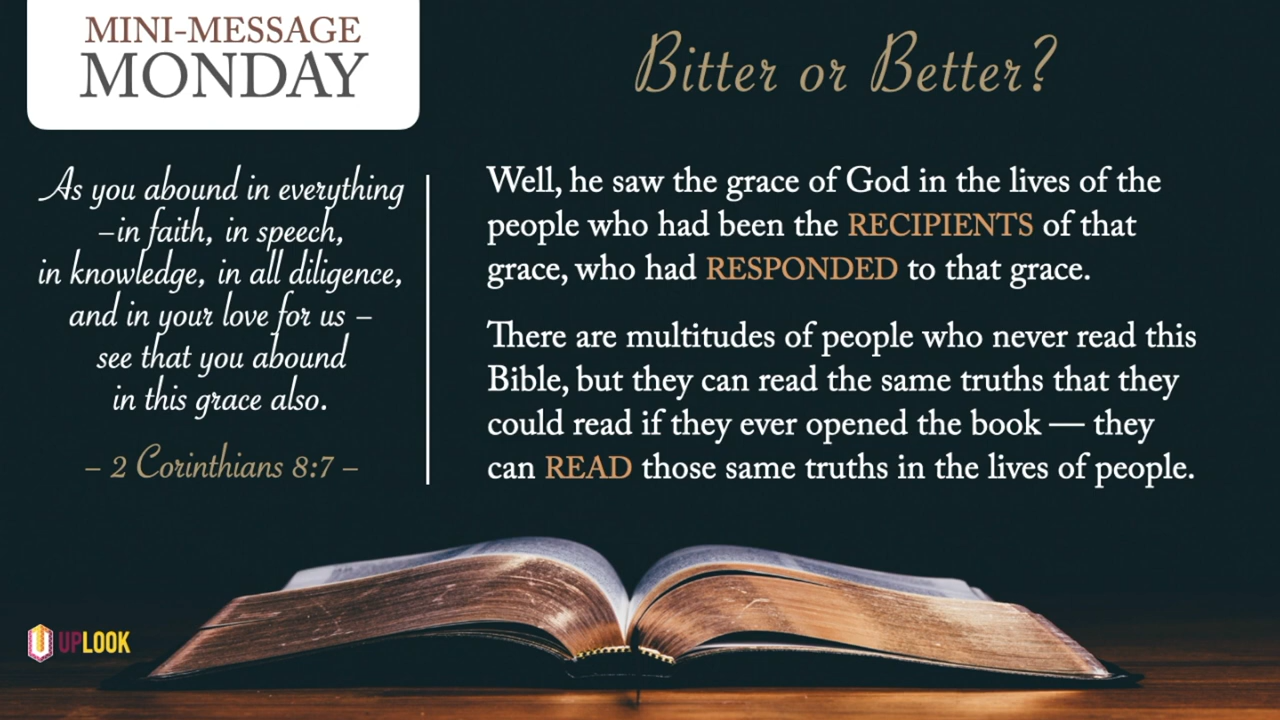 MINI-MESSAGE
MONDAY
Bitter or Better?
As you abound in everything
–in faith, in speech,
in knowledge, in all diligence,
and in your love for us –
see that you abound
in this grace also.
– 2 Corinthians 8:7 –
Well, he saw the grace of God in the lives of the
people who had been the RECIPIENTS of that
grace, who had RESPONDED to that grace.
There are multitudes of people who never read this
Bible, but they can read the same truths that they
could read if they ever opened the book — they
can READ those same truths in the lives of people.
UPLOOK